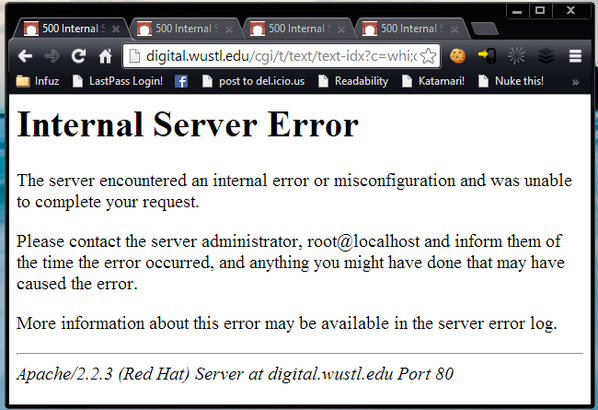 500 Internal S
500 Internal S
500 Internal S
500 Internal S
digital.wustl.edu/cgi/t/text/text-idx?c=whi;c
Infuz LastPass Login! post to del.icio.us Readability Katamari! Nuke this! »
Internal Server Error
The server encountered an internal error or misconfiguration and was unable
to complete your request.
Please contact the server administrator, root@localhost and inform them of
the time the error occurred, and anything you might have done that may have
caused the error.
More information about this error may be available in the server error log.
Apache/2.2.3 (Red Hat) Server at digital.wustl.edu Port 80